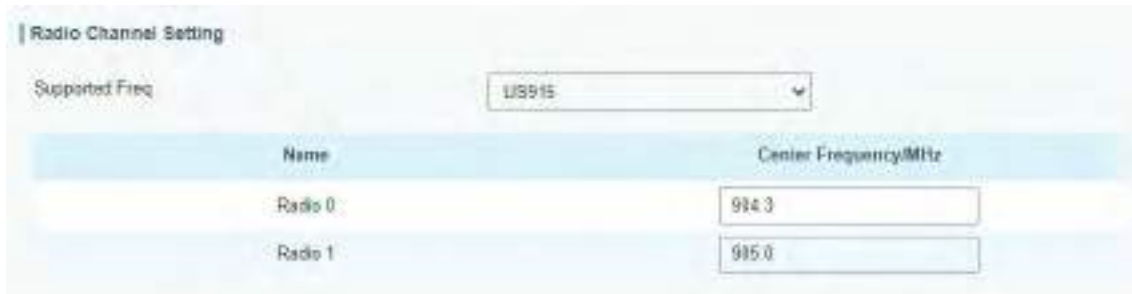 Radio Channel Setting
Supported Freq
US915
Name Center Frequency/MHz
Radio 0 904.3
Radio 1 905.0